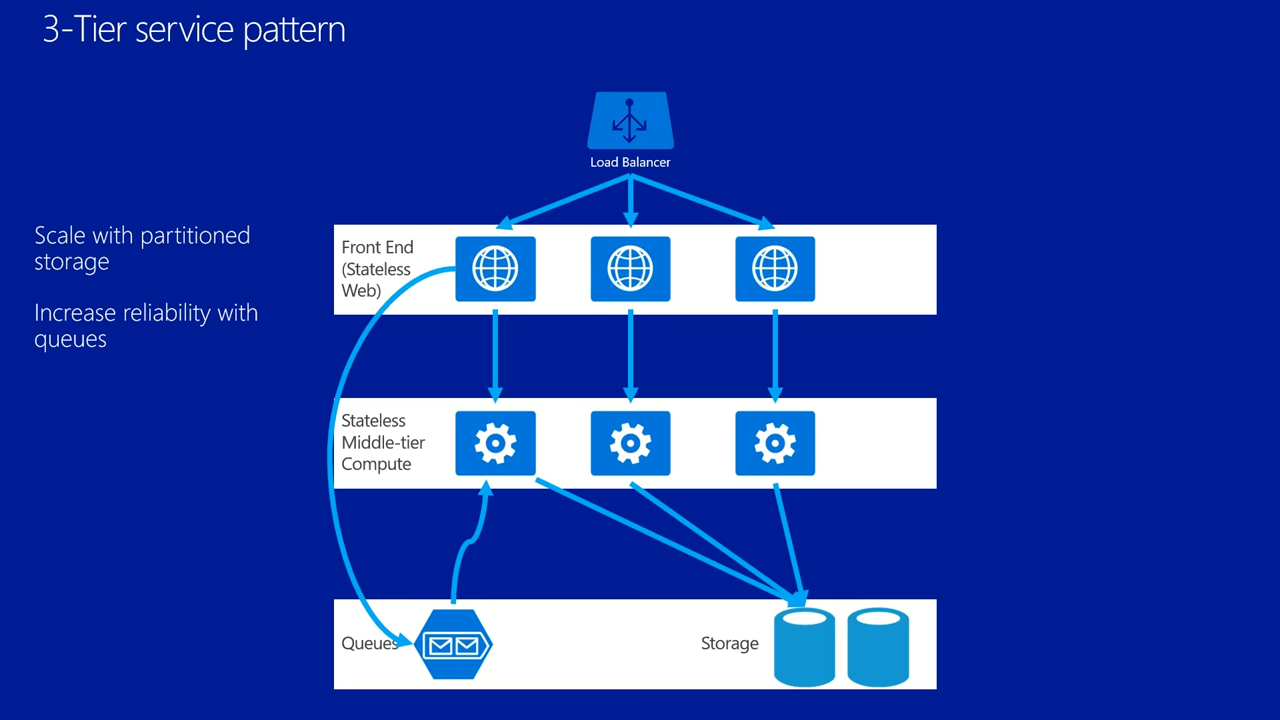 3-Tier service pattern
Load Balancer
Scale with partitioned
storage
Increase reliability with
queues
Front End
(Stateless
Web)
Stateless
Middle-tier
Compute
Queues
Storage